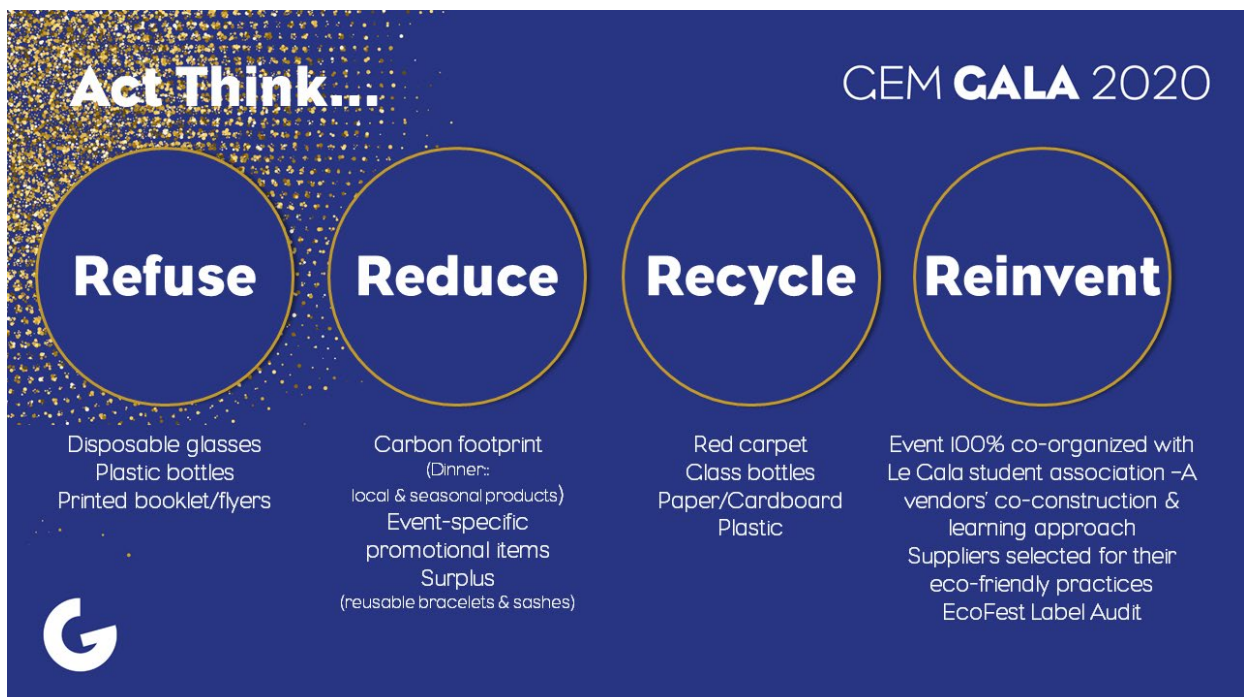 Act Think...
GEM GALA 2020
Refuse
Reduce
Recycle
Reinvent
Disposable glasses
Plastic bottles
Printed booklet/flyers
Carbon footprint
(Dinner::
local & seasonal products)
Event-specific
promotional items
Surplus
(reusable bracelets & sashes)
Red carpet
Glass bottles
Paper/Cardboard
Plastic
Event 100% co-organized with
Le Gala student association –A
vendors' co-construction &
learning approach
Suppliers selected for their
eco-friendly practices
EcoFest Label Audit
G